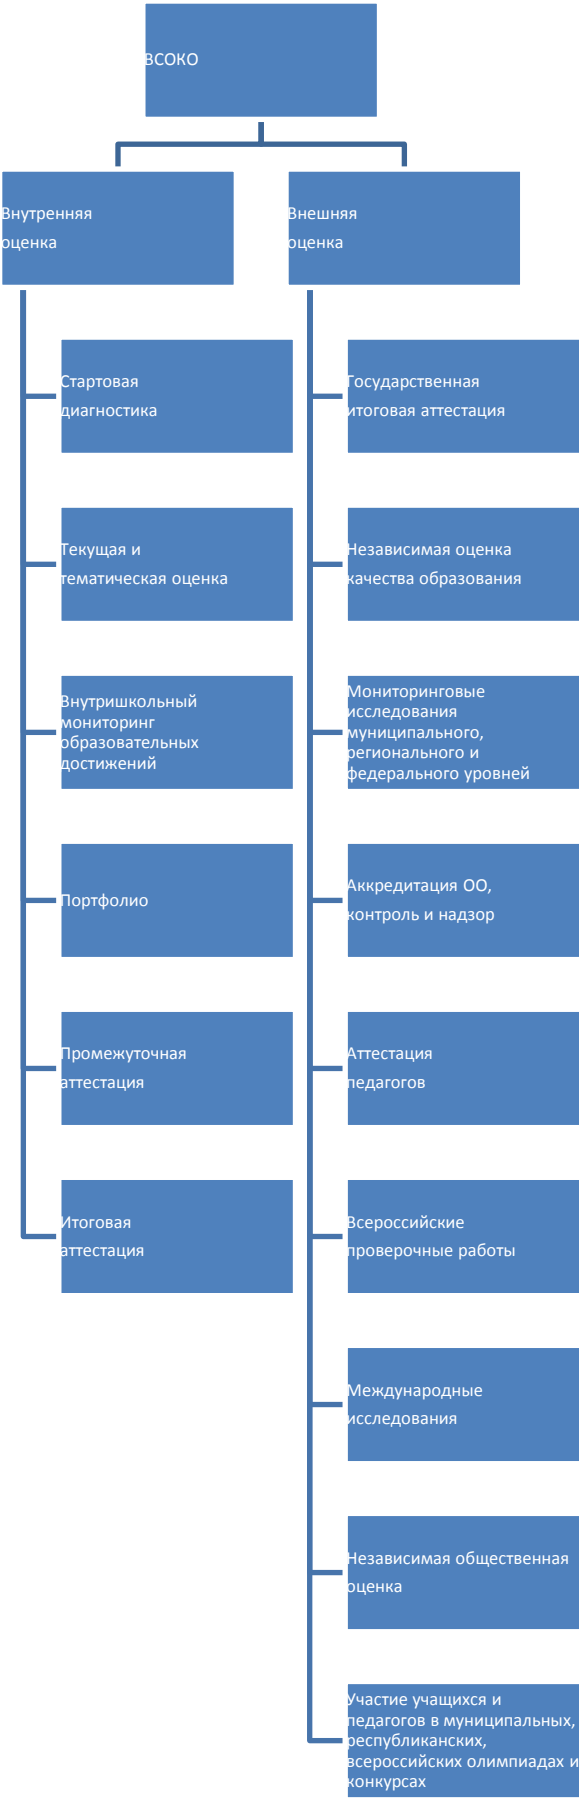 ВСОКО
Внутренняя
оценка
Стартовая
диагностика
Текущая и
тематическая оценка
Внутришкольный
мониторинг
образовательных
достижений
Портфолио
Промежуточная
аттестация
Итоговая
аттестация
Внешняя
оценка
Государственная
итоговая аттестация
Независимая оценка
качества образования
Мониторинговые
исследования
муниципального,
регионального и
федерального уровней
Аккредитация ОО,
контроль и надзор
Аттестация
педагогов
Всероссийские
проверочные работы
Международные
исследования
Независимая общественная
оценка
Участие учащихся и
педагогов в муниципальных,
республиканских,
всероссийских олимпиадах и
конкурсах